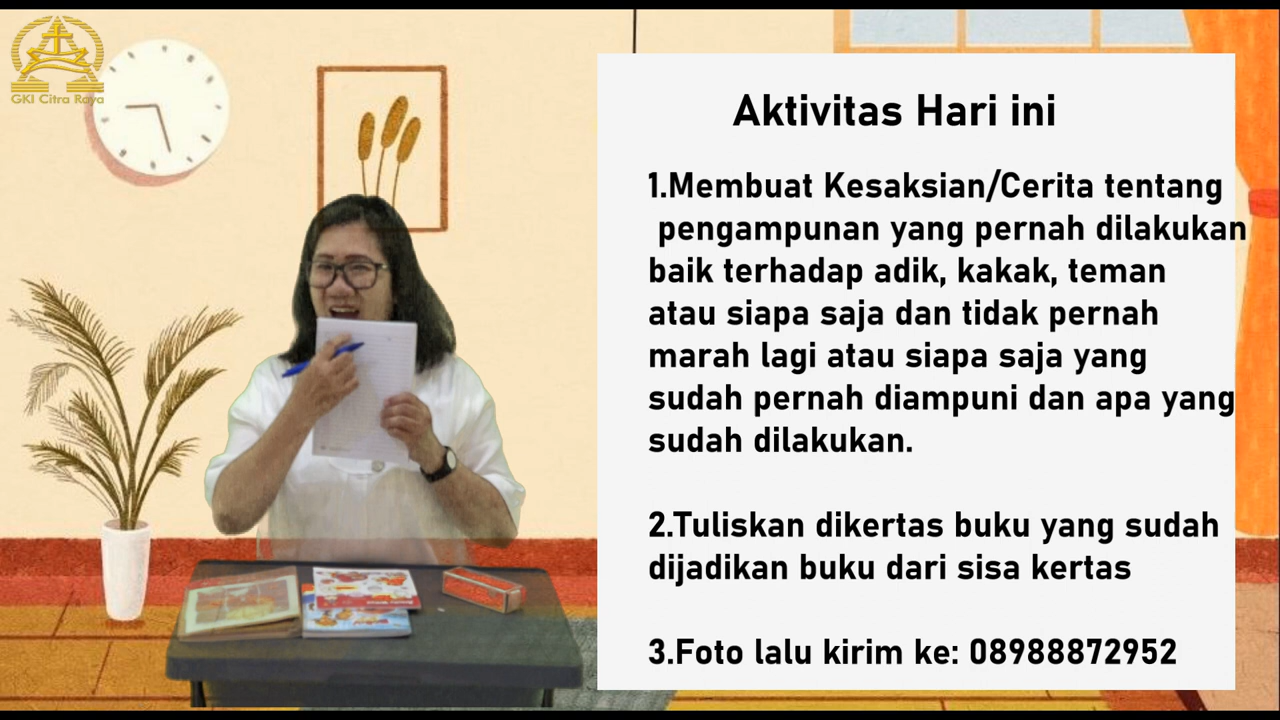 GKI Citra Raya
Aktivitas Hari ini
1.Membuat Kesaksian/Cerita tentang
pengampunan yang pernah dilakukan
baik terhadap adik, kakak, teman
atau siapa saja dan tidak pernah
marah lagi atau siapa saja yang
sudah pernah diampuni dan apa yang
sudah dilakukan.
2.Tuliskan dikertas buku yang sudah
dijadikan buku dari sisa kertas
3.Foto lalu kirim ke: 08988872952